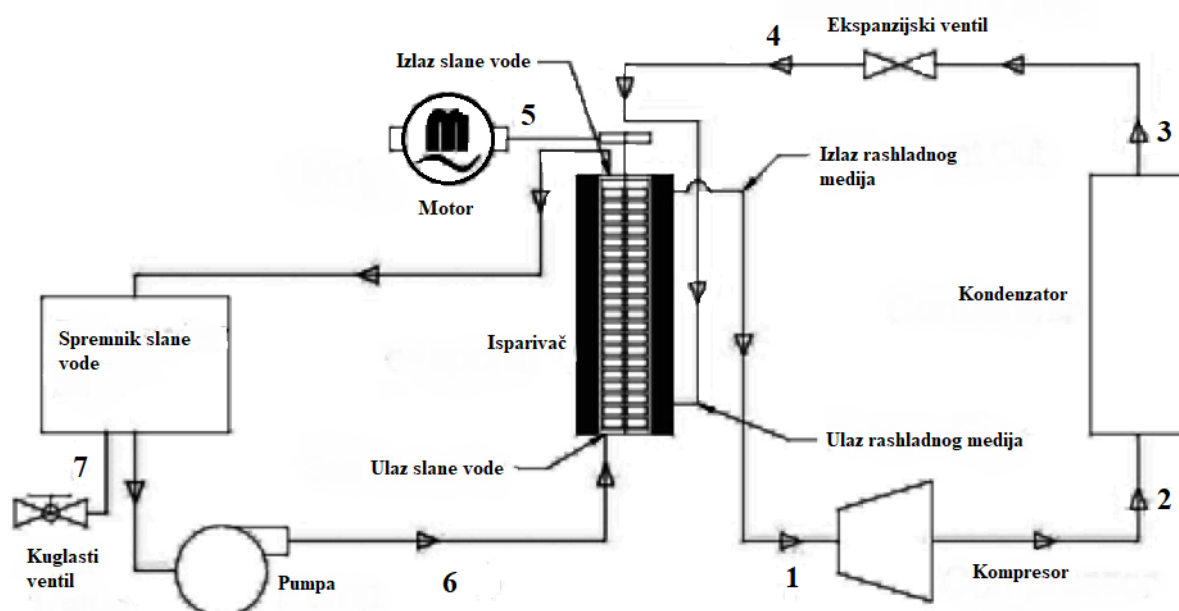 4
Ekspanzijski ventil
Izlaz slane vode
5
3
Izlaz rashladnog
medija
m
Motor
Kondenzator
Spremnik slane
vode
Isparivač
Ulaz rashladnog medija
Ulaz slane vode
7
2
Kuglasti
ventil
Pumpa
6
1
Kompresor